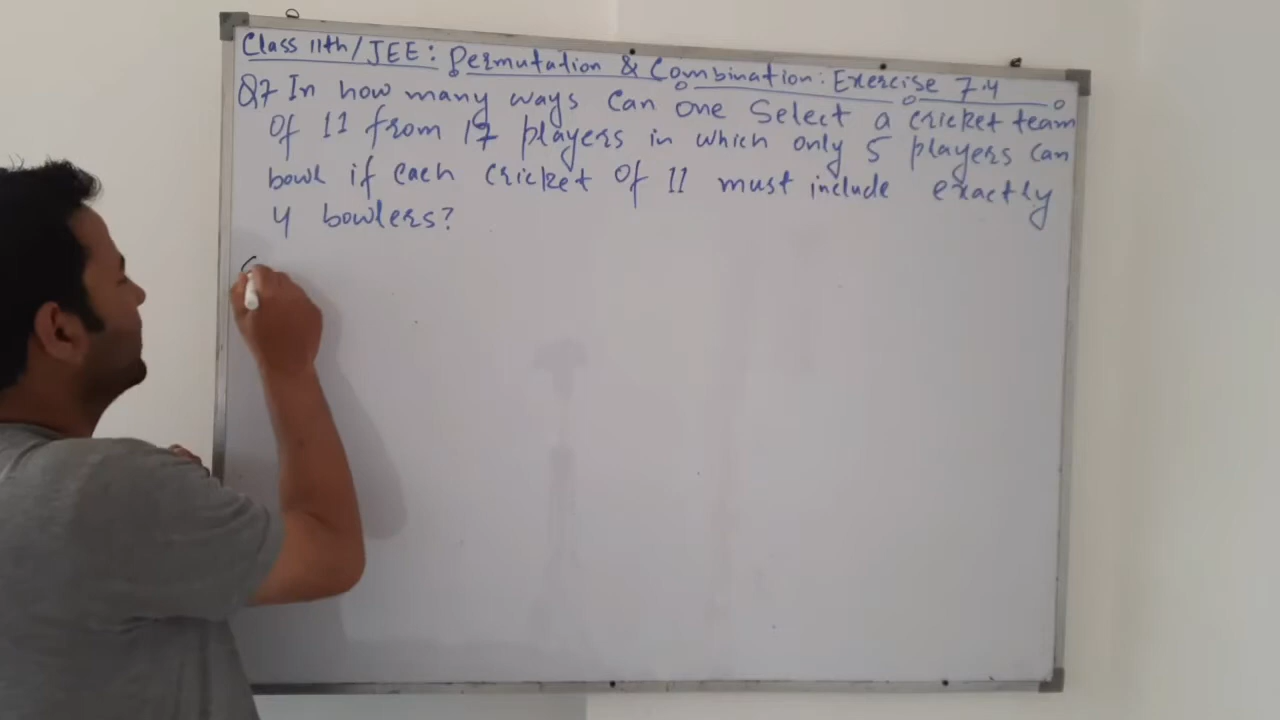 Class 11th/JEE: Permutation & Combination: Exercise 7.4
Q7 In how many ways Can one Select a cricket team
Of 11 from 17 players in which only 5 players Can
bowl if each cricket Of 11 must include exactly
4 bowlers?